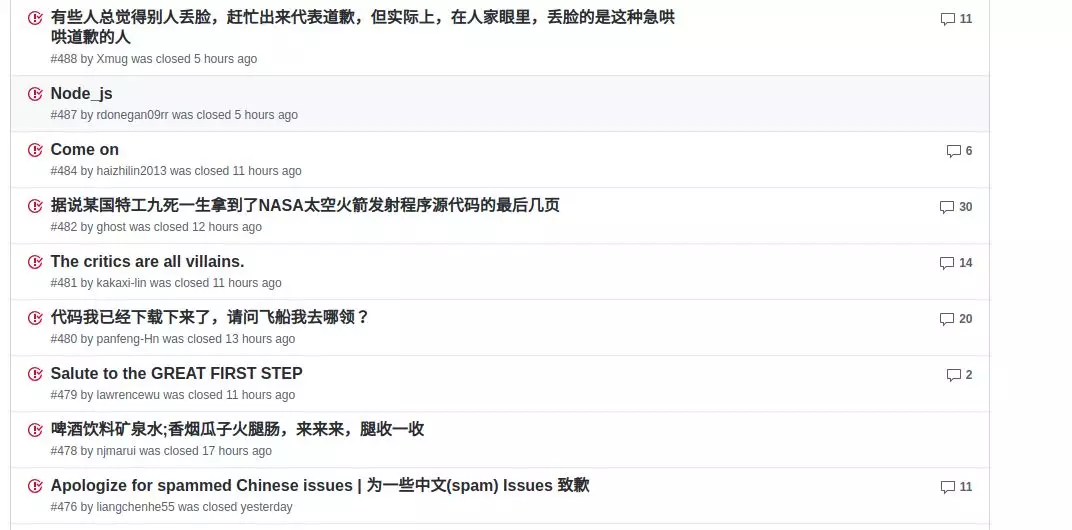 有些人总觉得别人丢脸，赶忙出来代表道歉，但实际上，在人家眼里，丢脸的是这种急哄
哄道歉的人
11
#488 by Xmug was closed 5 hours ago
Node_js
#487 by rdonegan09rr was closed 5 hours ago
Come on
6
#484 by haizhilin2013 was closed 11 hours ago
据说某国特工九死一生拿到了NASA太空火箭发射程序源代码的最后几页
30
#482 by ghost was closed 12 hours ago
The critics are all villains.
14
#481 by kakaxi-lin was closed 11 hours ago
代码我已经下载下来了，请问飞船我去哪领？
20
#480 by panfeng-Hn was closed 13 hours ago
Salute to the GREAT FIRST STEP
2
#479 by lawrencewu was closed 11 hours ago
啤酒饮料矿泉水;香烟瓜子火腿肠，来来来，腿收一收
#478 by njmarui was closed 17 hours ago
Apologize for spammed Chinese issues | 为一些中文(spam) Issues 致歉
11
#476 by liangchenhe55 was closed yesterday